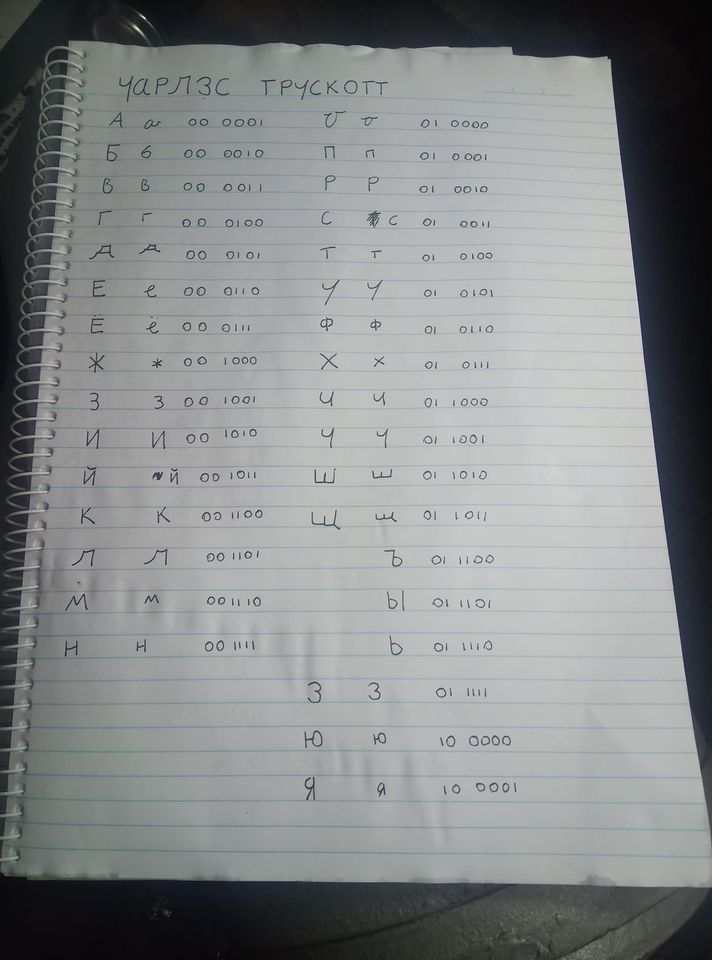 ЧАРЛЗС ТРУСКОТТ
А а 00 0001 О о 01 0000
Б б 00 0010 П п 01 0001
В в 00 0011 Р Р 01 0010
Г г 00 0100 С с 01 0011
Д д 00 0101 Т т 01 0100
Е е 00 0110 У У 01 0101
Ё ё 00 0111 Ф ф 01 0110
Ж ж 00 1000 Х х 01 0111
З з 00 1001 Ч ч 01 1000
И И 00 1010 Ч Ч 01 1001
Й й 00 1011 Ш ш 01 1010
К К 00 1100 Щ щ 01 1011
Л Л 00 1101 Ъ 01 1100
М м 00 1110 Ы 01 1101
Н н 00 1111 Ь 01 1110
З З 01 1111
Ю ю 10 0000
Я я 10 0001